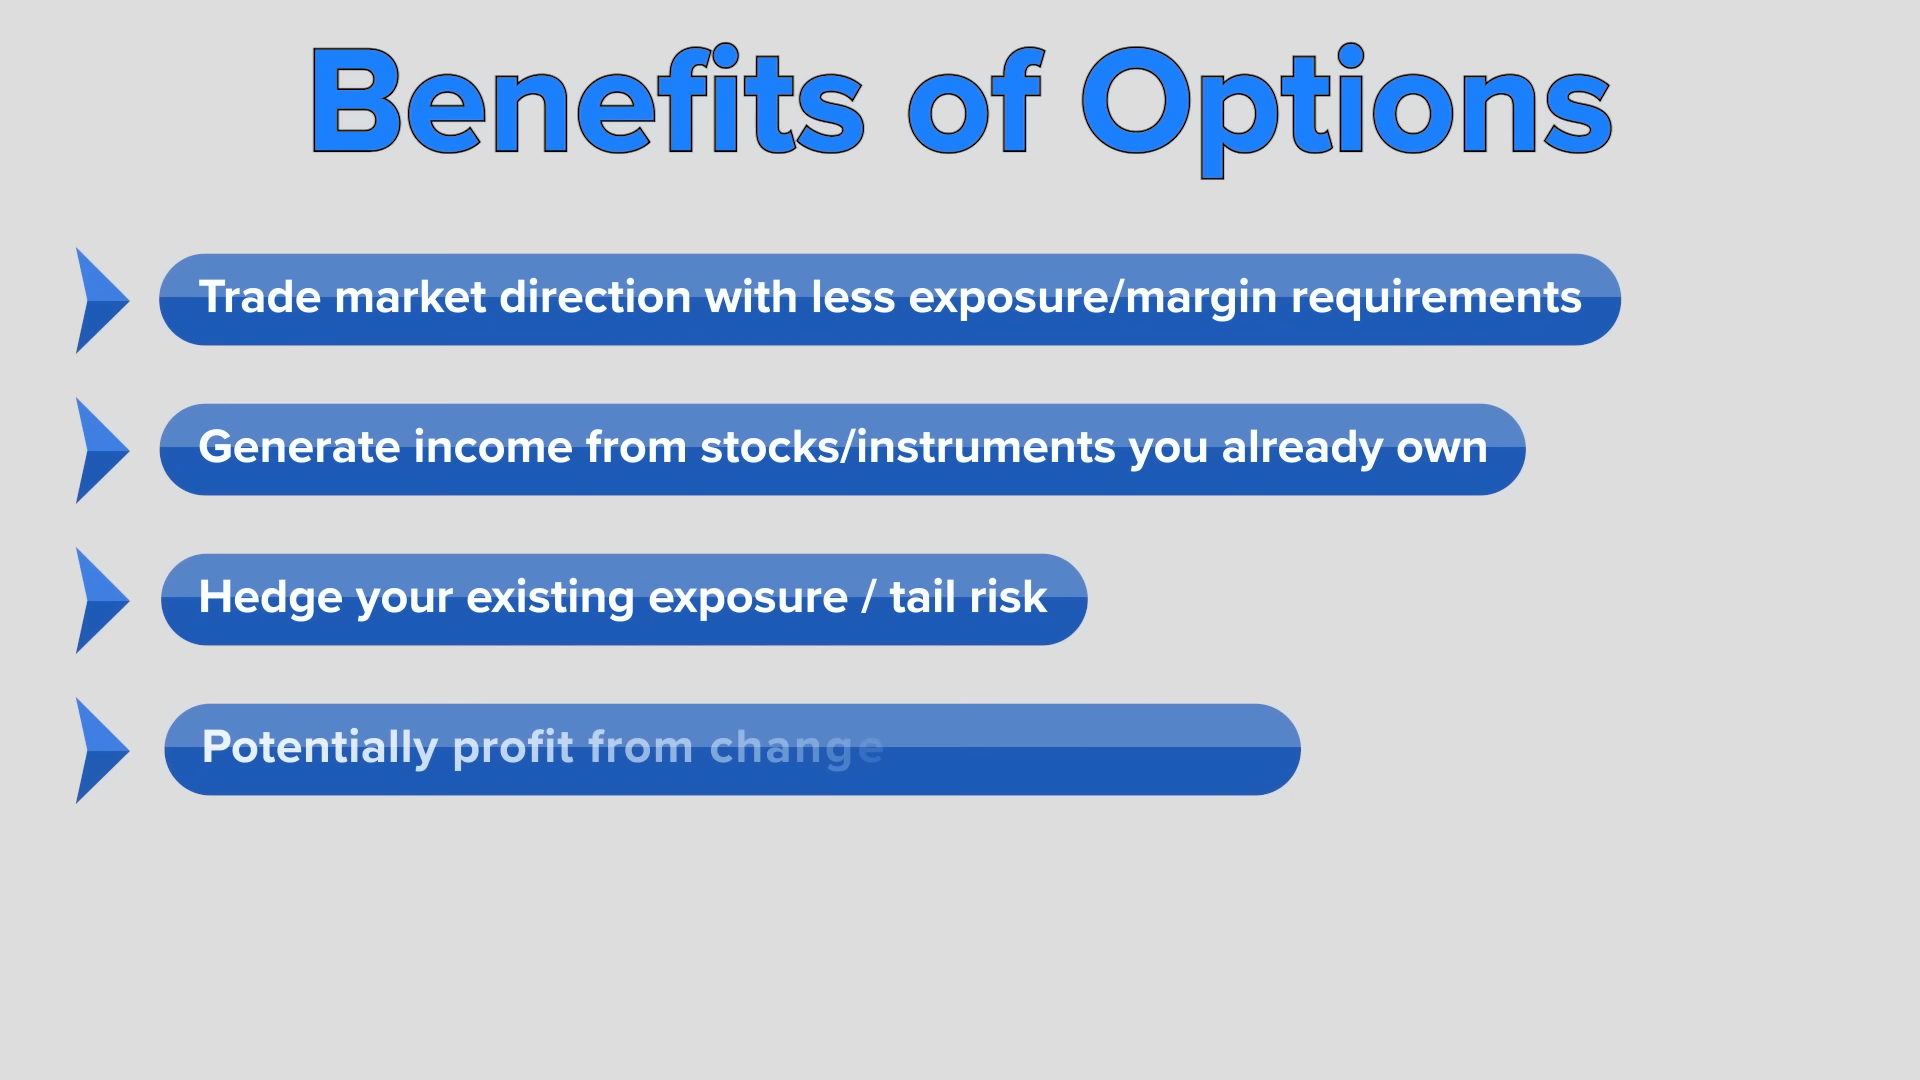 Benefits of Options
Trade market direction with less exposure/margin requirements
Generate income from stocks/instruments you already own
Hedge your existing exposure / tail risk
Potentially profit from change